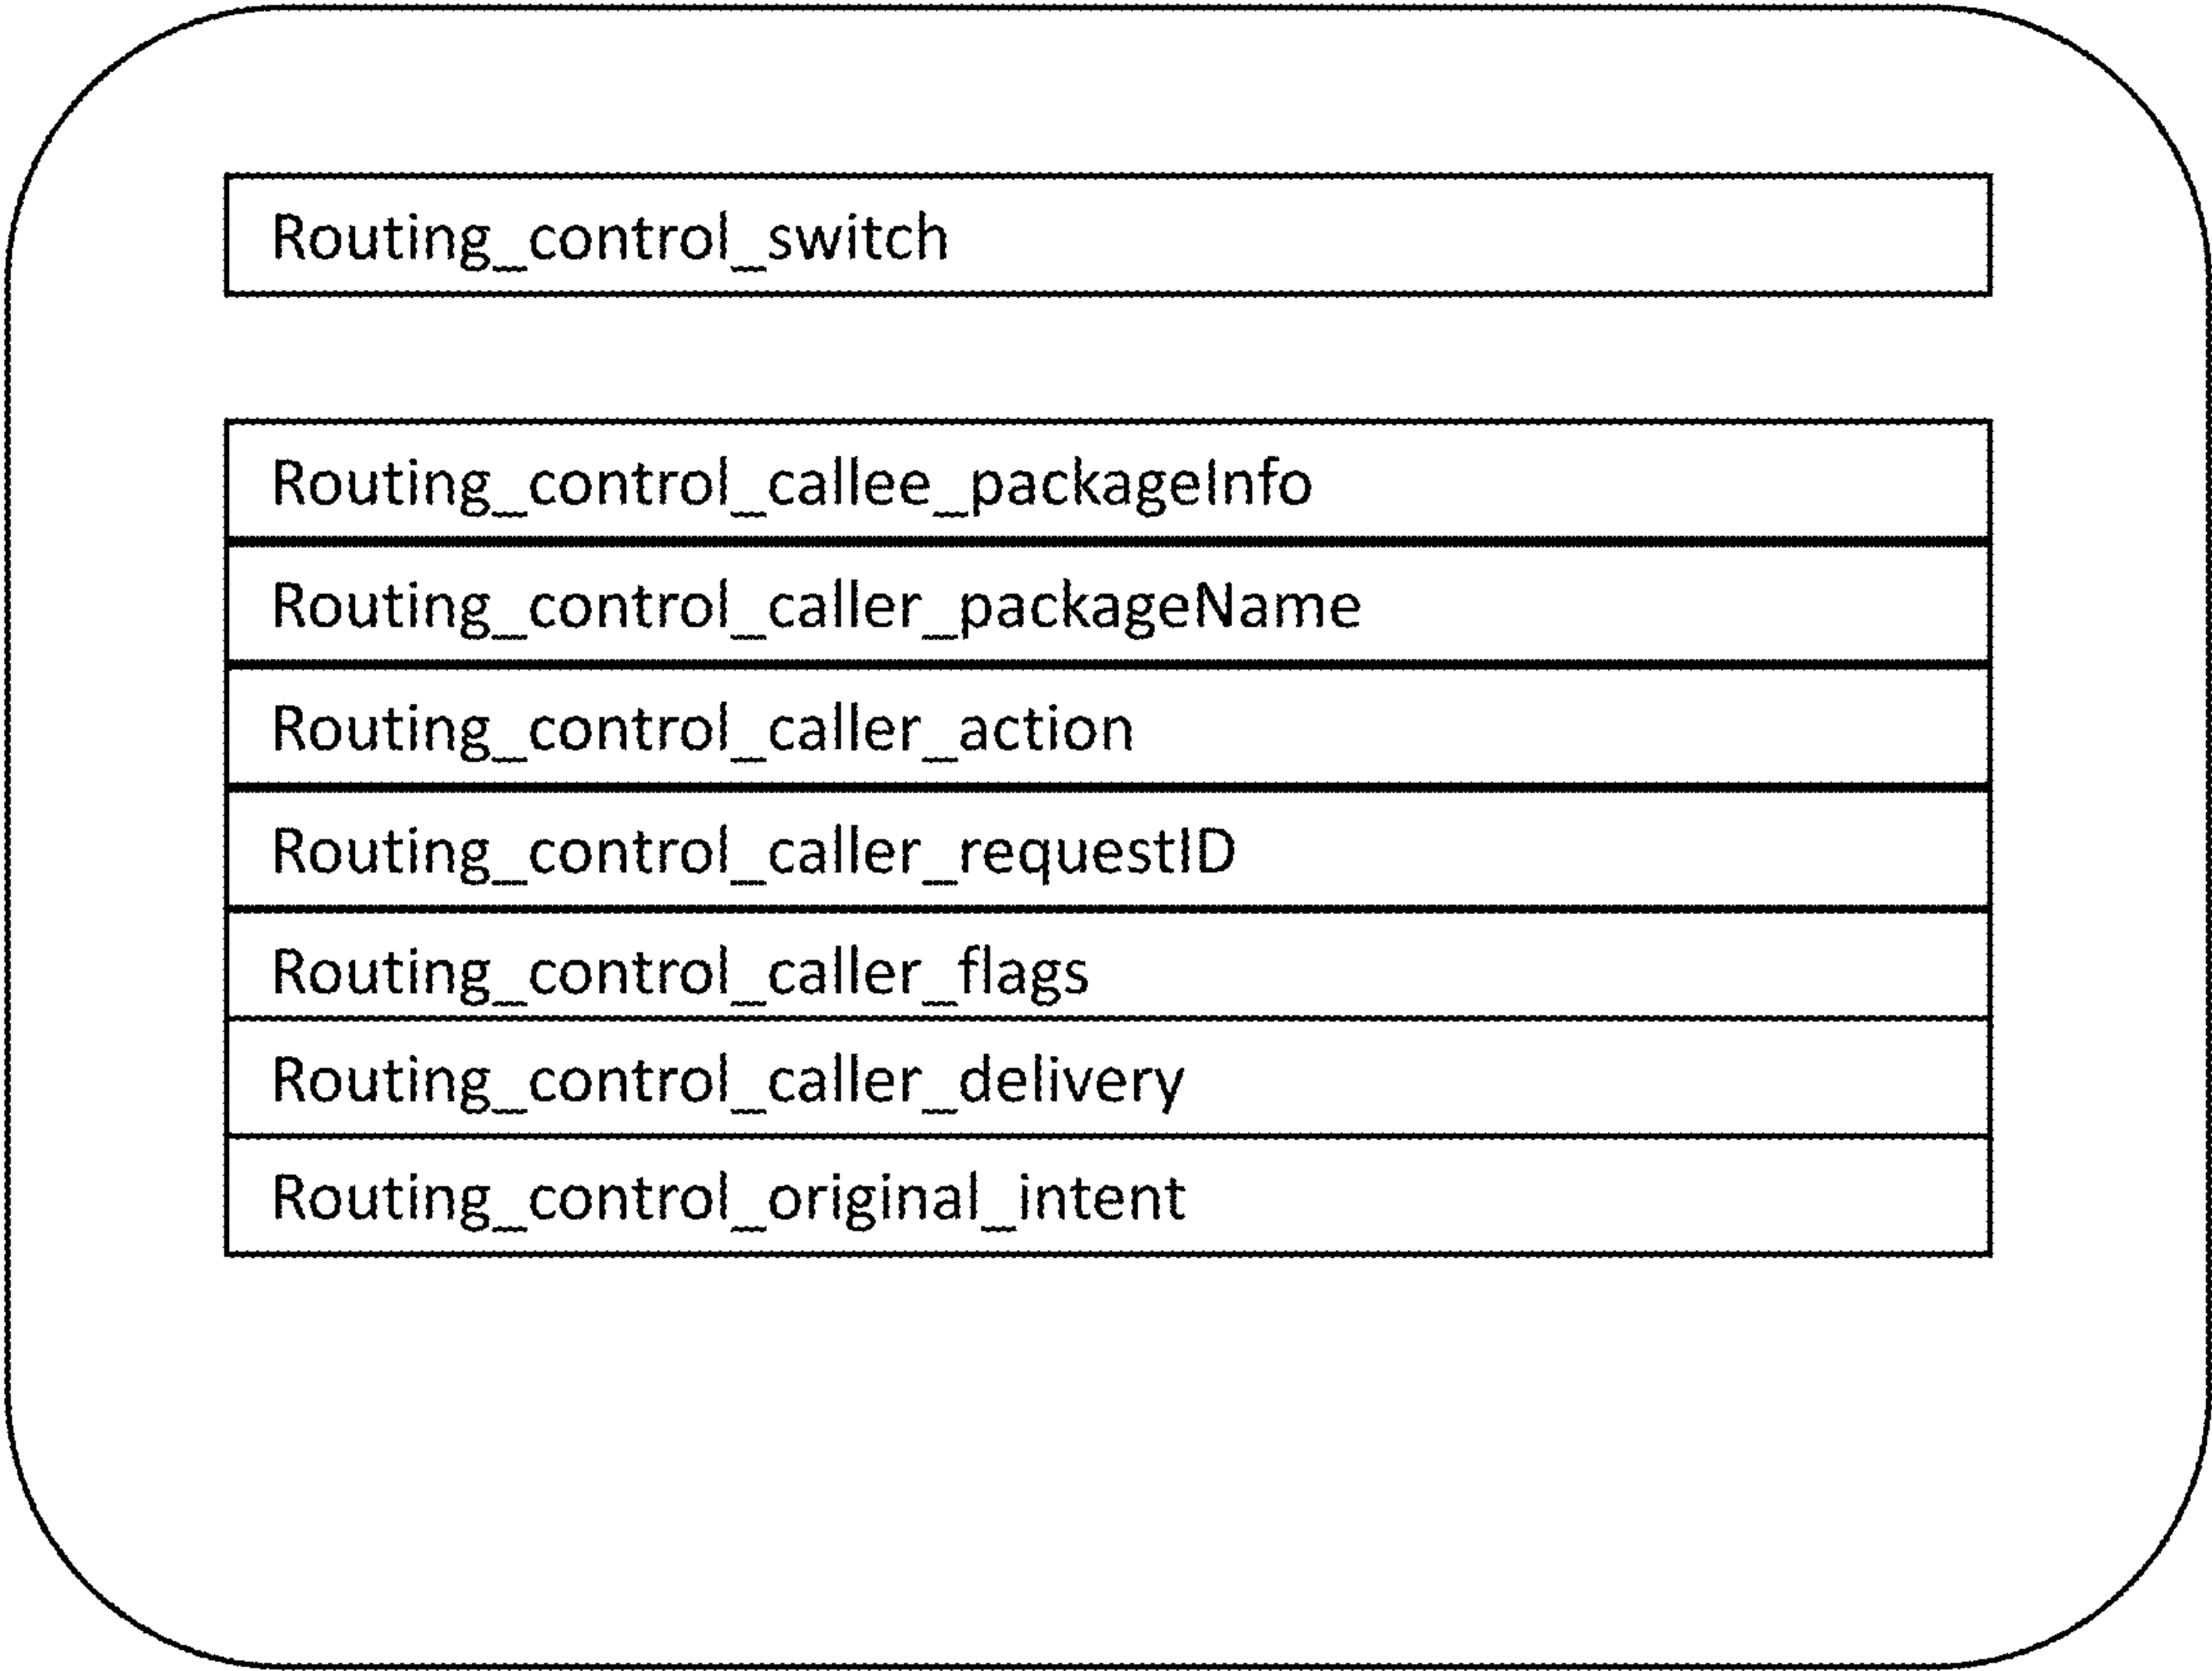 Routing_control_switch
Routing_control_callee_packageInfo
Routing_control_caller_packageName
Routing_control_caller_action
Routing_control_caller_requestID
Routing_control_caller_flags
Routing_control_caller_delivery
Routing_control_original_intent